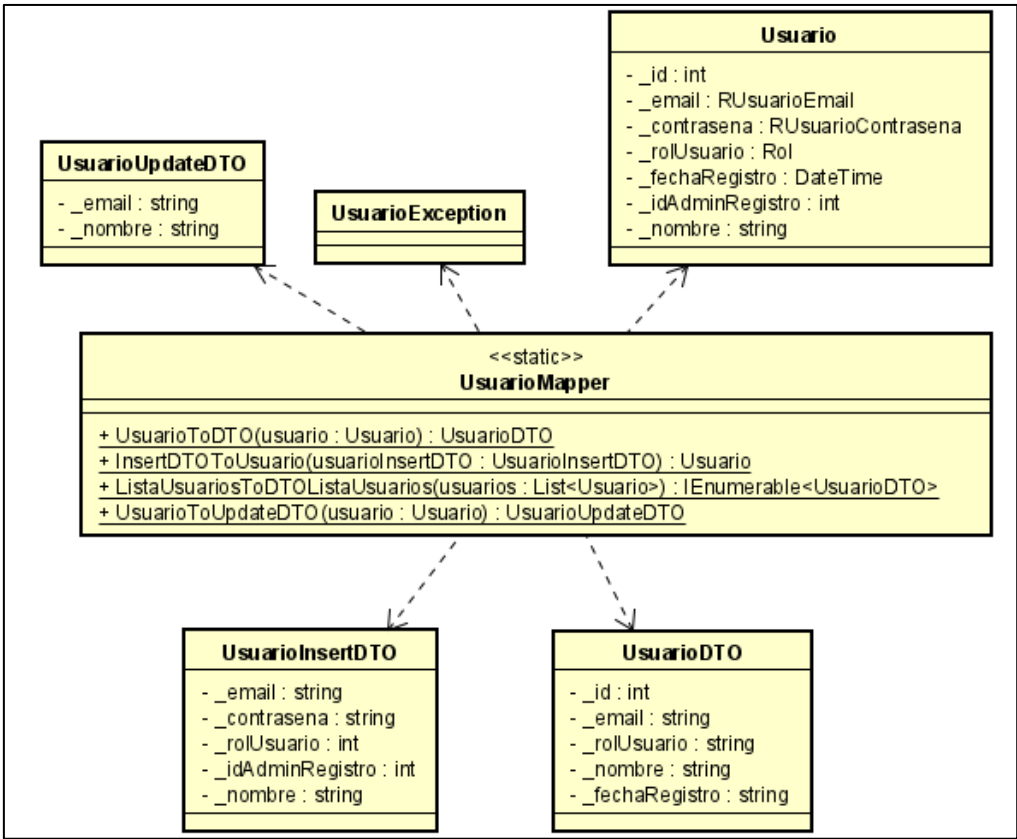 Usuario
- _id : int
- _email : RUsuarioEmail
- _contrasena : RUsuarioContrasena
- _rolUsuario : Rol
- _fechaRegistro : DateTime
- _idAdminRegistro : int
- _nombre : string
UsuarioUpdateDTO
- _email : string
- _nombre : string
UsuarioException
<<static>>
UsuarioMapper
+ UsuarioToDTO(usuario : Usuario) : UsuarioDTO
+ InsertDTOToUsuario(usuarioInsertDTO : UsuarioInsertDTO) : Usuario
+ ListaUsuariosToDTOListaUsuarios(usuarios : List<Usuario>) : IEnumerable<UsuarioDTO>
+ UsuarioToUpdateDTO(usuario : Usuario) : UsuarioUpdateDTO
UsuarioInsertDTO
- _email : string
- _contrasena : string
- _rolUsuario : int
- _idAdminRegistro : int
- _nombre : string
UsuarioDTO
- _id : int
- _email : string
- _rolUsuario : string
- _nombre : string
- _fechaRegistro : string